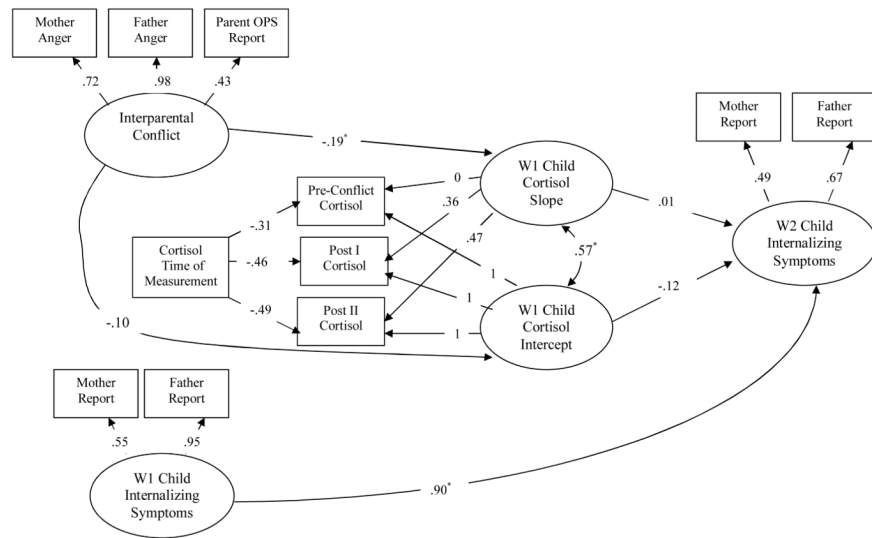 Mother
Anger
Father
Anger
Parent OPS
Report
.72
.98
.43
Interparental
Conflict
-.19*
Mother
Report
Father
Report
.49
.67
W1 Child
Cortisol
Slope
0
.36
.47
.01
Pre-Conflict
Cortisol
-.31
Cortisol
Time of
Measurement
-.46
Post I
Cortisol
-.49
Post II
Cortisol
.57*
W2 Child
Internalizing
Symptoms
1
1
1
-.12
W1 Child
Cortisol
Intercept
-.10
Mother
Report
Father
Report
.55
.95
W1 Child
Internalizing
Symptoms
.90*